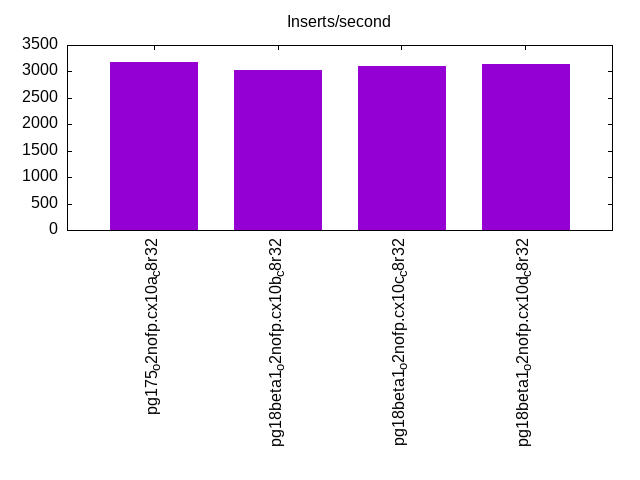 Inserts/second
3500
3000
2500
2000
1500
1000
500
0
pg175o2nofp.cx10ac8r32
pg18beta1o2nofp.cx10bc8r32
pg18beta1o2nofp.cx10cc8r32
pg18beta1o2nofp.cx10dc8r32